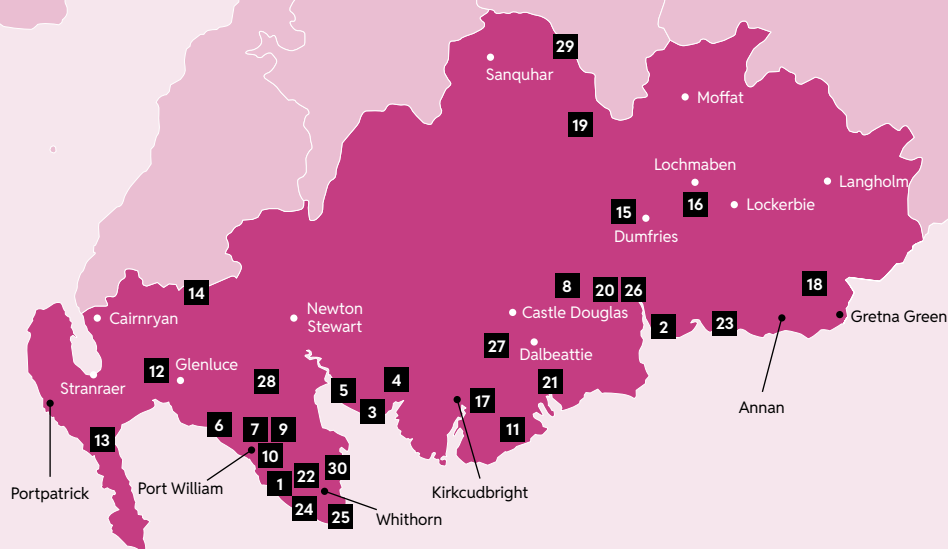 29
Sanquhar
Moffat
19
Lochmaben
Langholm
15
16
Lockerbie
Dumfries
14
8
20
26
18
Cairnryan
Newton
Stewart
Castle Douglas
2
23
Gretna Green
27
Dalbeattie
12
Glenluce
28
5
4
21
Stranraer
3
17
Annan
13
6
7
9
11
10
Portpatrick
Port William
1
22
30
Kirkcudbright
24
25
Whithorn